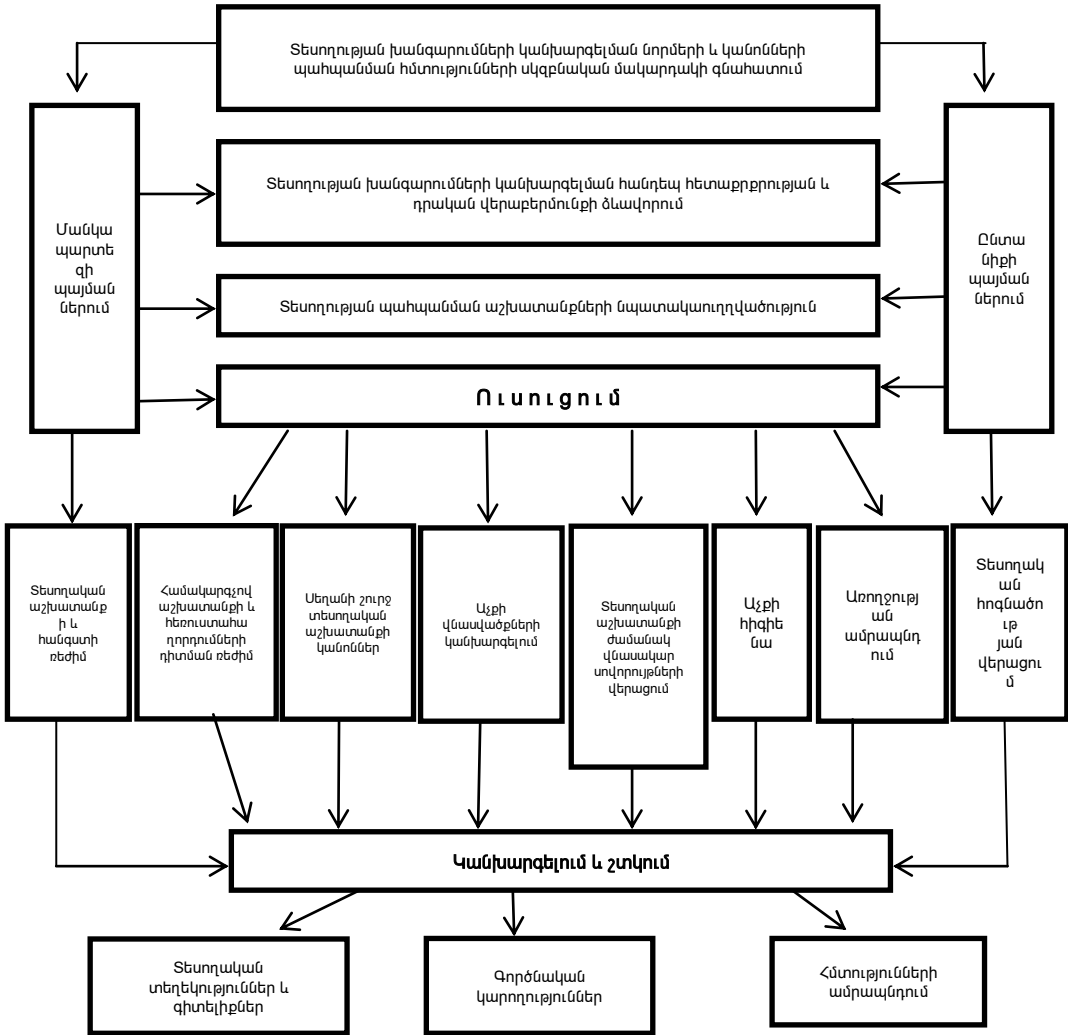 Տեսողության խանգարումների կանխարգելման նորմերի և կանոնների
պահպանման հմտությունների սկզբնական մակարդակի գնահատում
Տեսողության խանգարումների կանխարգելման հանդեպ հետաքրքրության և
դրական վերաբերմունքի ձևավորում
Մանկա
պարտե
զի
պայման
ներում
Ընտա
նիքի
պայման
ներում
Տեսողության պահպանման աշխատանքների նպատակաուղղվածություն
Ուսուցում
Տեսողական
աշխատանք
ի և
հանգստի
ռեժիմ
Համակարգչով
աշխատանքի և
հեռուստահա
ղորդումների
դիտման ռեժիմ
Սեղանի շուրջ
տեսողական
աշխատանքի
կանոններ
Աչքի
վնասվածքների
կանխարգելում
Տեսողական
աշխատանքի
ժամանակ
վնասակար
սովորույթների
վերացում
Աչքի
հիգիե
նա
Առողջությ
ան
ամրապնդ
ում
Տեսողակ
ան
հոգնածո
ւթ
յան
վերացու
մ
Կանխարգելում և շտկում
Տեսողական
տեղեկություններ և
գիտելիքներ
Գործնական
կարողություններ
Հմտությունների
ամրապնդում